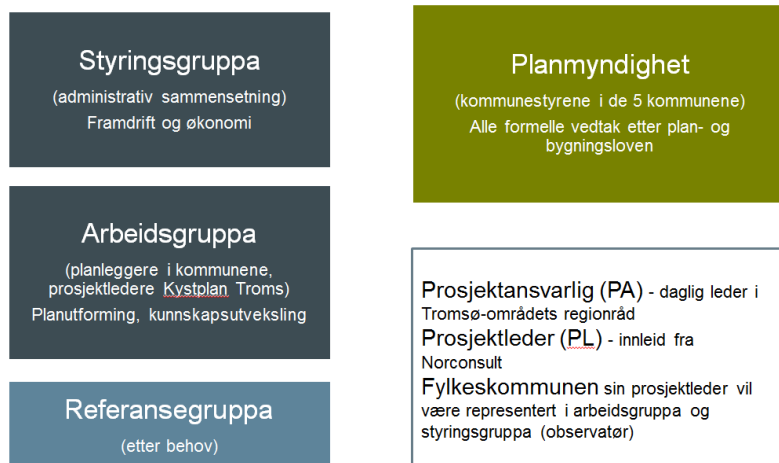 Styringsgruppa
(administrativ sammensetning)
Framdrift og økonomi
Arbeidsgruppa
(planleggere i kommunene,
prosjektledere Kystplan Troms)
Planutforming, kunnskapsutveksling
Referansegruppa
(etter behov)
Planmyndighet
(kommunestyrene i de 5 kommunene)
Alle formelle vedtak etter plan- og
bygningsloven
Prosjektansvarlig (PA) - daglig leder i
Tromsø-områdets regionråd
Prosjektleder (PL) - innleid fra
Norconsult
Fylkeskommunen sin prosjektleder vil
være representert i arbeidsgruppa og
styringsgruppa (observatør)